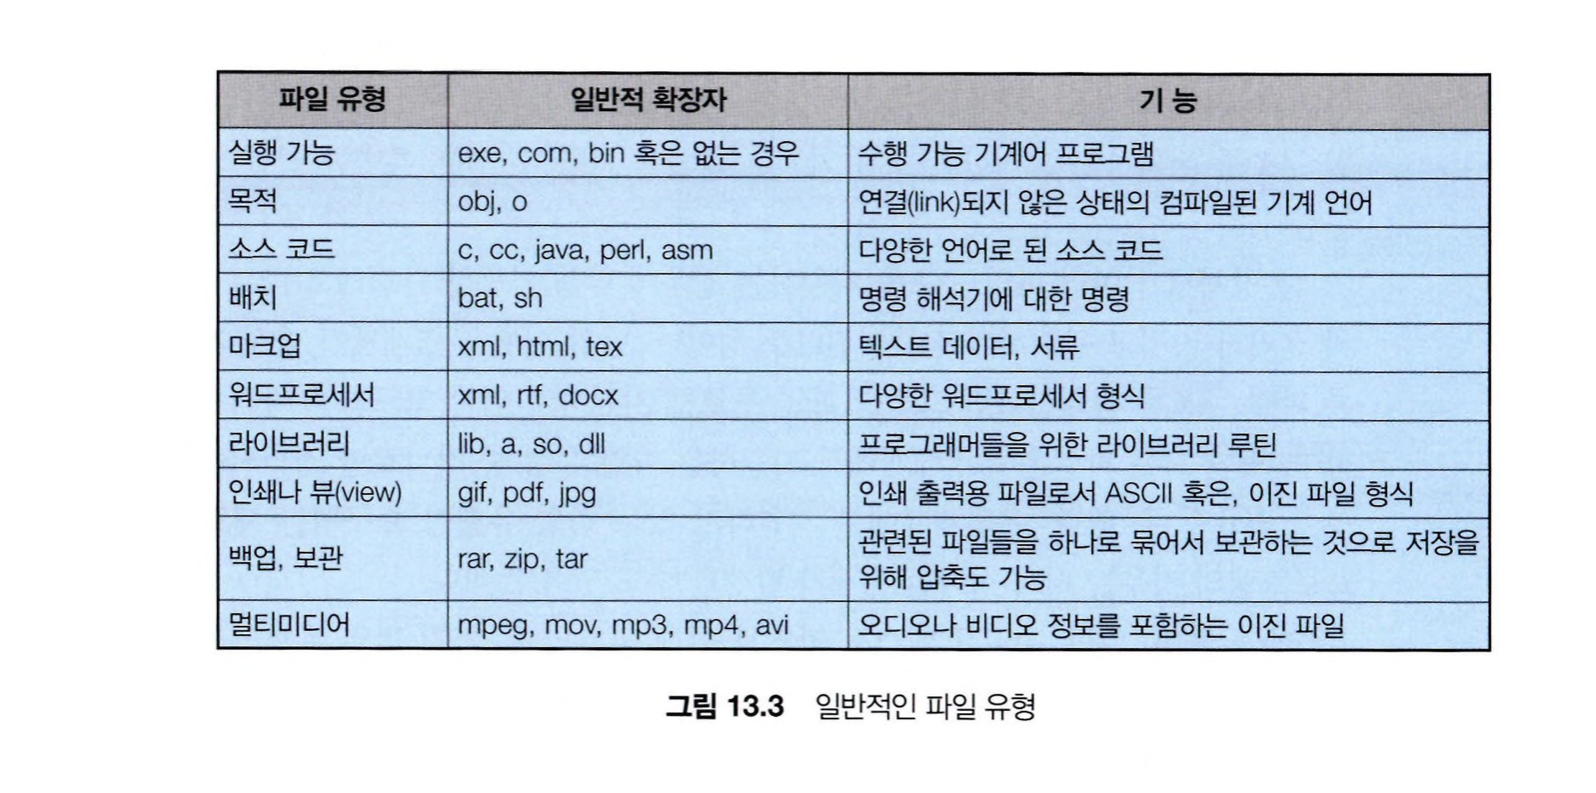 파일 유형 일반적 확장자 기 능
실행 가능 exe, com, bin 혹은 없는 경우 수행 가능 기계어 프로그램
목적 obj, o 연결(link)되지 않은 상태의 컴파일된 기계 언어
소스 코드 c, cc, java, perl, asm 다양한 언어로 된 소스 코드
배치 bat, sh 명령 해석기에 대한 명령
마크업 xml, html, tex 텍스트 데이터, 서류
워드프로세서 xml, rtf, docx 다양한 워드프로세서 형식
라이브러리 lib, a, so, dll 프로그래머들을 위한 라이브러리 루틴
인쇄나 뷰(view) gif, pdf, jpg 인쇄 출력용 파일로서 ASCII 혹은, 이진 파일 형식
백업, 보관 rar, zip, tar 관련된 파일들을 하나로 묶어서 보관하는 것으로 저장을
위해 압축도 가능
멀티미디어 mpeg, mov, mp3, mp4, avi 오디오나 비디오 정보를 포함하는 이진 파일
그림 13.3 일반적인 파일 유형